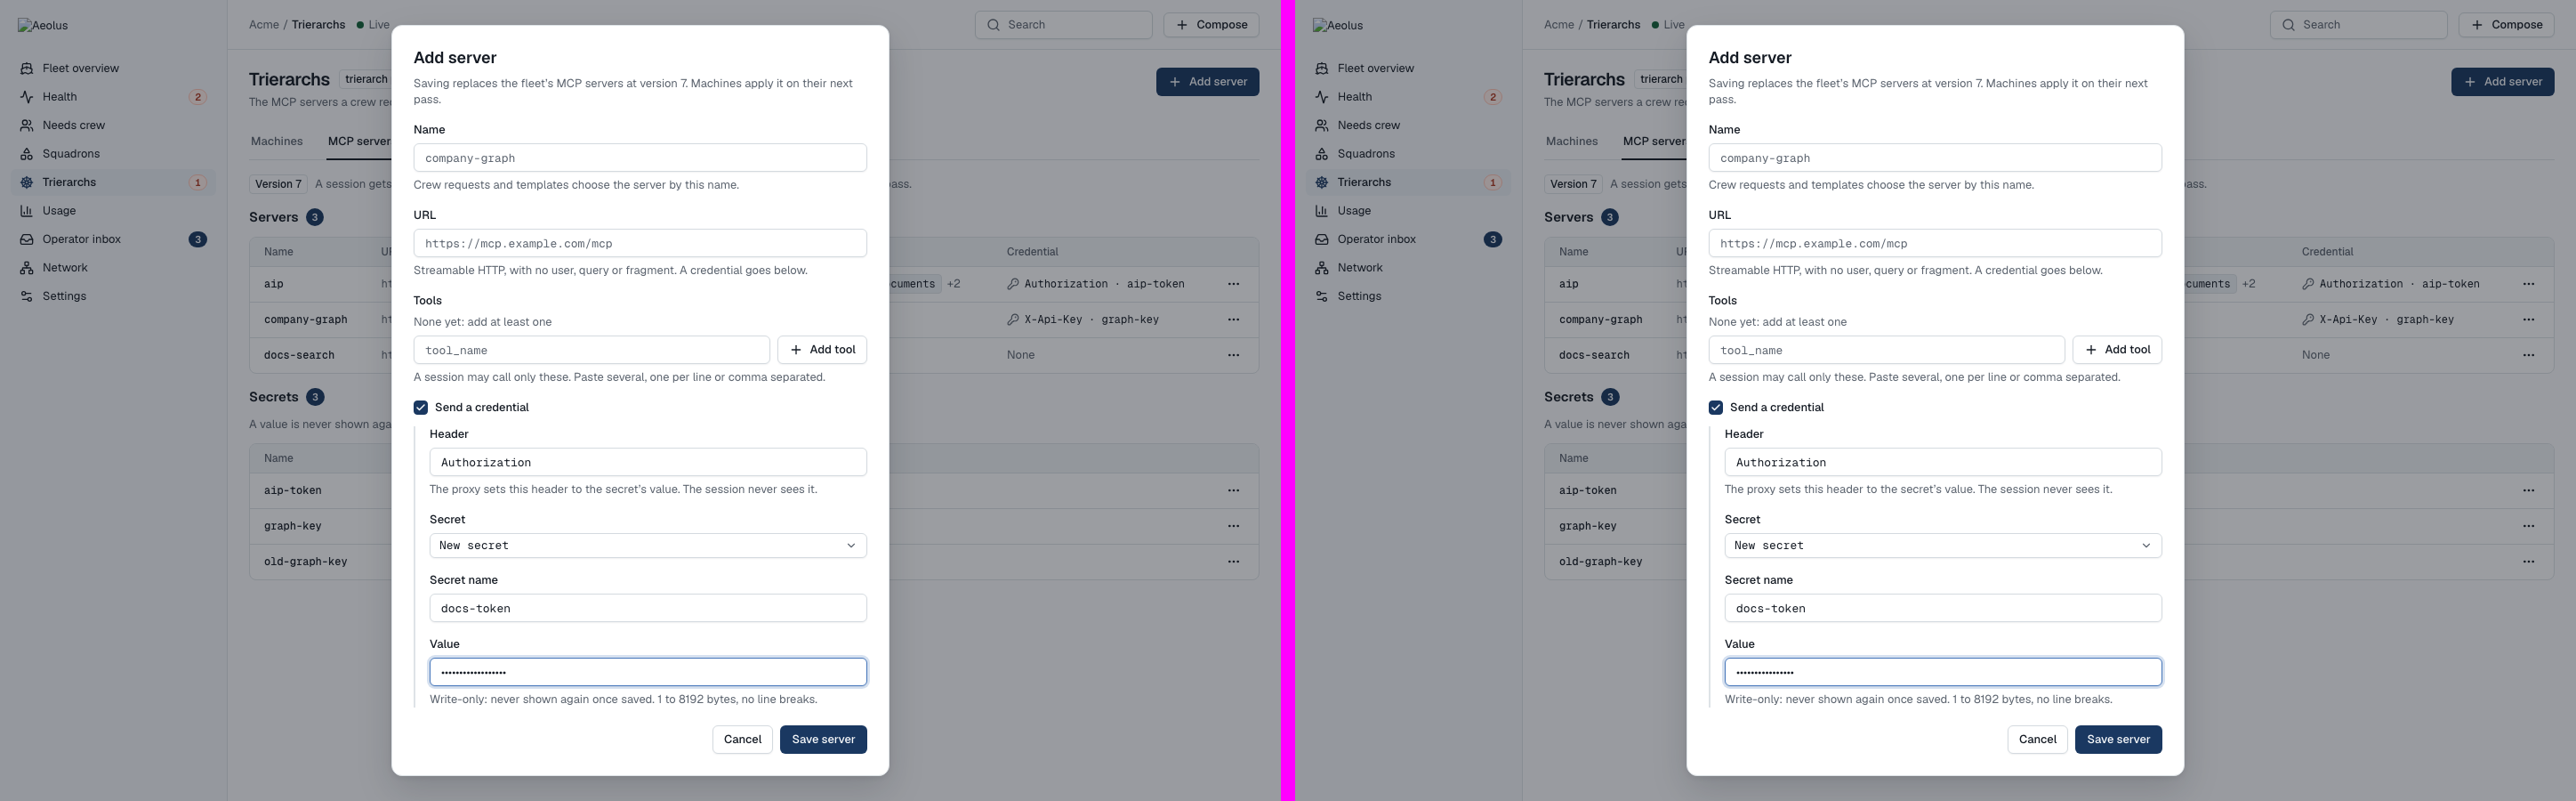 Aeolus
Fleet overview
Health 2
Needs crew
Squadrons
Trierarchs 1
Usage
Operator inbox 3
Network
Settings
Acme / Trierarchs Live
Search
Compose
Trierarchs trierarch
The MCP servers a crew
Add server
Machines MCP server
Version 7 A session gets
Servers 3
Name
Credential
aip
+2
Authorization · aip-token
company-graph
X-Api-Key · graph-key
docs-search
None
Secrets 3
A value is never shown
Name
aip-token
graph-key
old-graph-key
Add server
Saving replaces the fleet's MCP servers at version 7. Machines apply it on their next
pass.
Name
company-graph
Crew requests and templates choose the server by this name.
URL
https://mcp.example.com/mcp
Streamable HTTP, with no user, query or fragment. A credential goes below.
Tools
None yet: add at least one
tool_name
Add tool
A session may call only these. Paste several, one per line or comma separated.
Send a credential
Header
Authorization
The proxy sets this header to the secret's value. The session never sees it.
Secret
New secret
Secret name
docs-token
Value
••••••••••••••••••
Write-only: never shown again once saved. 1 to 8192 bytes, no line breaks.
Cancel
Save server
Aeolus
Fleet overview
Health 2
Needs crew
Squadrons
Trierarchs 1
Usage
Operator inbox 3
Network
Settings
Acme / Trierarchs Live
Search
Compose
Trierarchs trierarch
The MCP servers a crew
Add server
Machines MCP server
Version 7 A session gets
Servers 3
Name
Credential
aip
+2
Authorization · aip-token
company-graph
X-Api-Key · graph-key
docs-search
None
Secrets 3
A value is never shown
Name
aip-token
graph-key
old-graph-key
Add server
Saving replaces the fleet's MCP servers at version 7. Machines apply it on their next
pass.
Name
company-graph
Crew requests and templates choose the server by this name.
URL
https://mcp.example.com/mcp
Streamable HTTP, with no user, query or fragment. A credential goes below.
Tools
None yet: add at least one
tool_name
Add tool
A session may call only these. Paste several, one per line or comma separated.
Send a credential
Header
Authorization
The proxy sets this header to the secret's value. The session never sees it.
Secret
New secret
Secret name
docs-token
Value
••••••••••••••••
Write-only: never shown again once saved. 1 to 8192 bytes, no line breaks.
Cancel
Save server